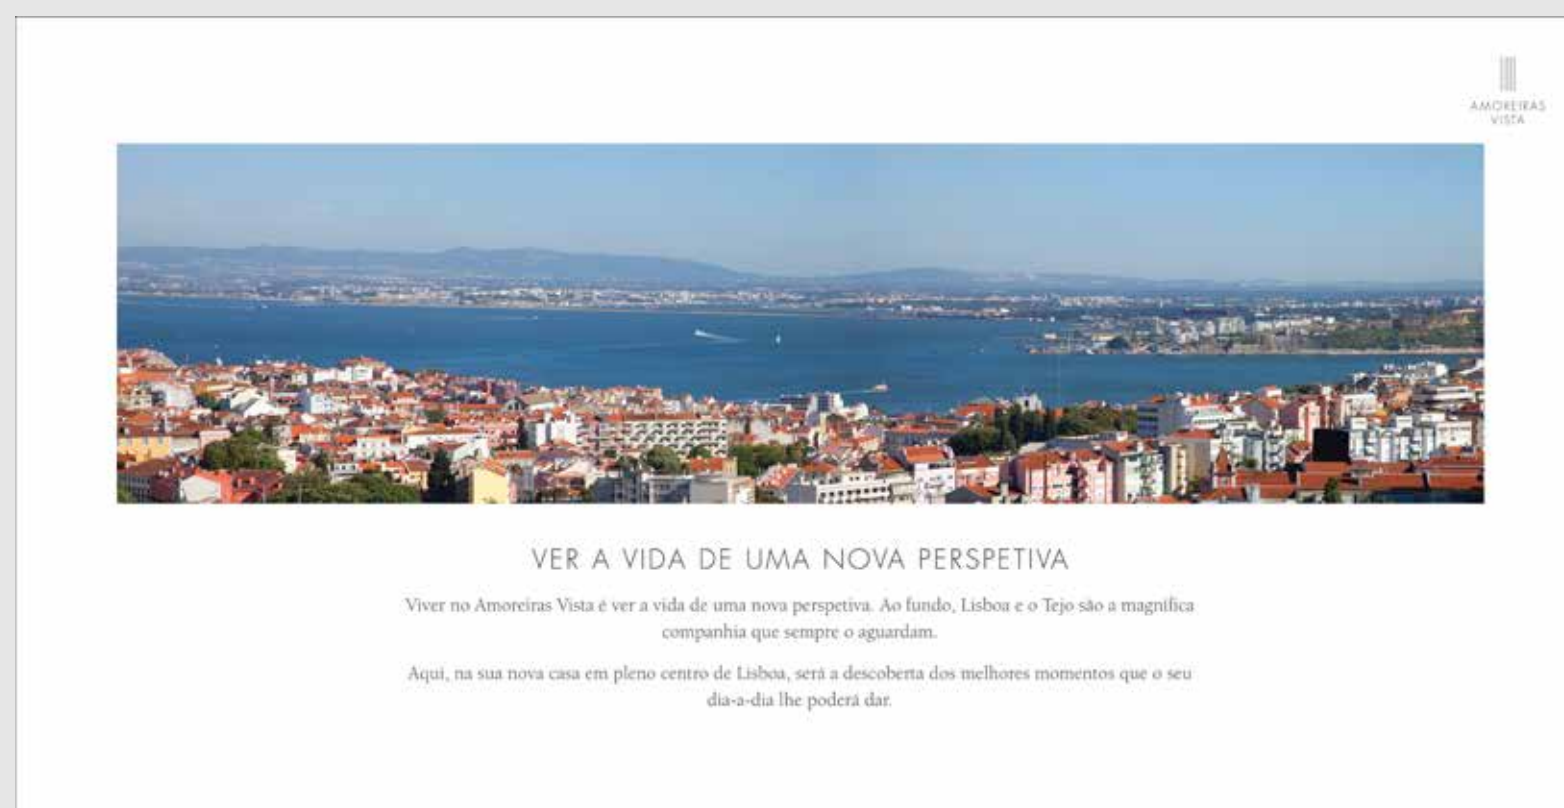 AMOREIRAS
VISTA
VER A VIDA DE UMA NOVA PERSPETIVA
Viver no Amoreiras Vista é ver a vida de uma nova perspetiva. Ao fundo, Lisboa e o Tejo são a magnífica
companhia que sempre o aguardam.
Aqui, na sua nova casa em pleno centro de Lisboa, será a descoberta dos melhores momentos que o seu
dia-a-dia lhe poderá dar.